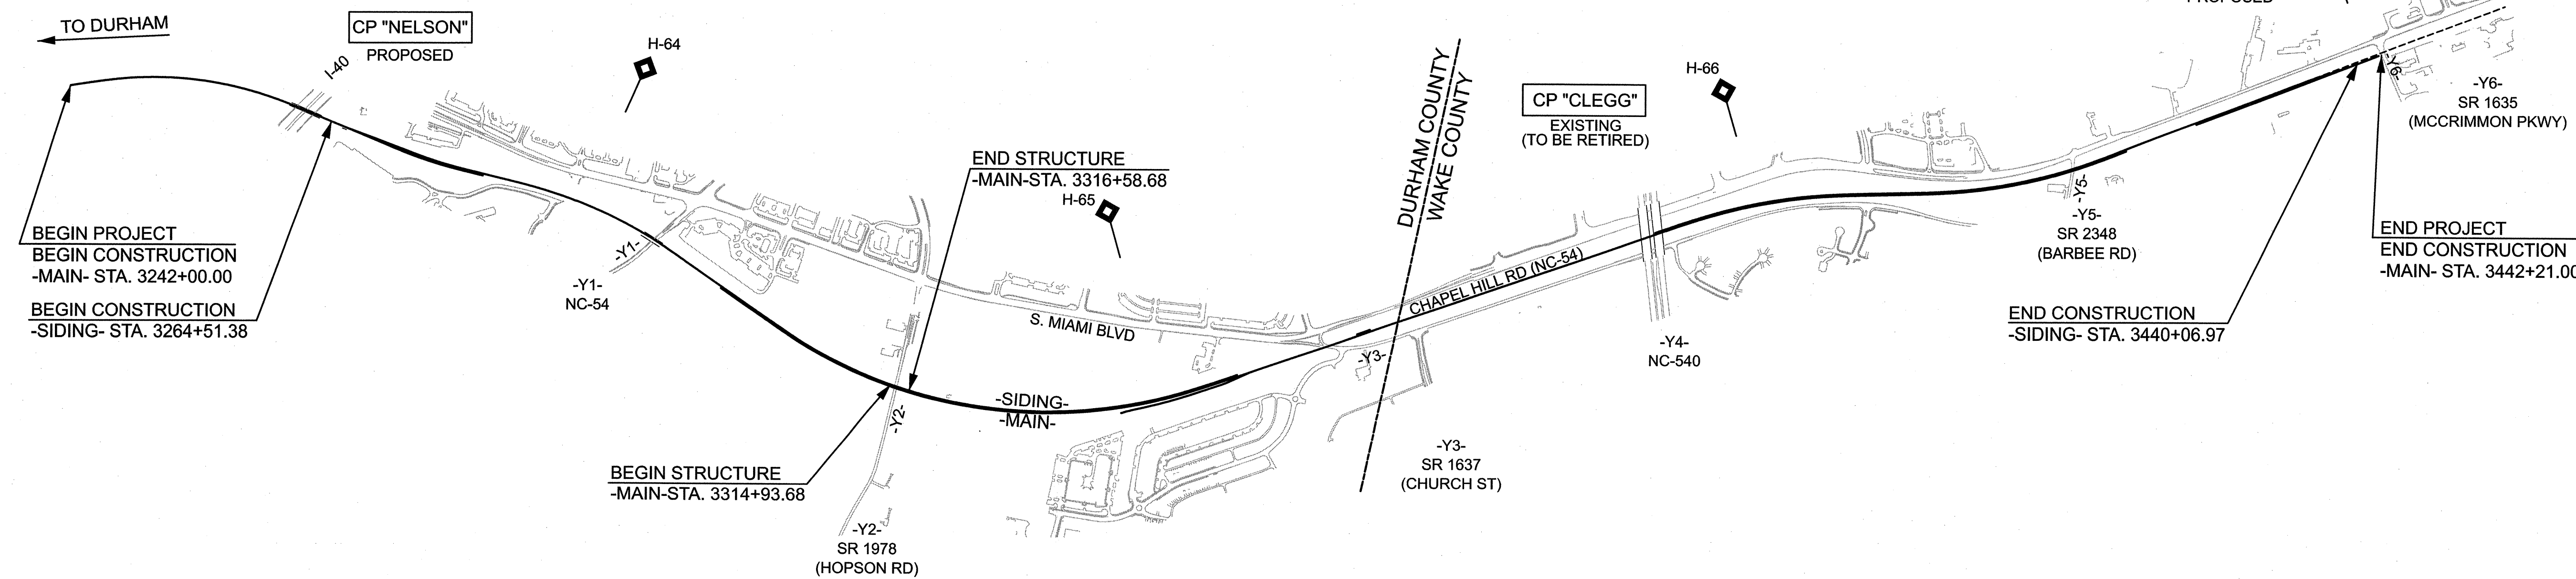 TO DURHAM
CP "NELSON"
PROPOSED
I-40
H-64
BEGIN PROJECT
BEGIN CONSTRUCTION
-MAIN- STA. 3242+00.00
BEGIN CONSTRUCTION
-SIDING- STA. 3264+51.38
-Y1-
-Y1-
NC-54
END STRUCTURE
-MAIN-STA. 3316+58.68
H-65
S. MIAMI BLVD
-SIDING-
-MAIN-
-Y2-
BEGIN STRUCTURE
-MAIN-STA. 3314+93.68
-Y2-
SR 1978
(HOPSON RD)
DURHAM COUNTY
WAKE COUNTY
CHAPEL HILL RD (NC-54)
-Y3-
-Y3-
SR 1637
(CHURCH ST)
CP "CLEGG"
EXISTING
(TO BE RETIRED)
H-66
-Y4-
NC-540
-Y5-
-Y5-
SR 2348
(BARBEE RD)
END CONSTRUCTION
-SIDING- STA. 3440+06.97
PROPOSED
-Y6-
-Y6-
SR 1635
(MCCRIMMON PKWY)
END PROJECT
END CONSTRUCTION
-MAIN- STA. 3442+21.00